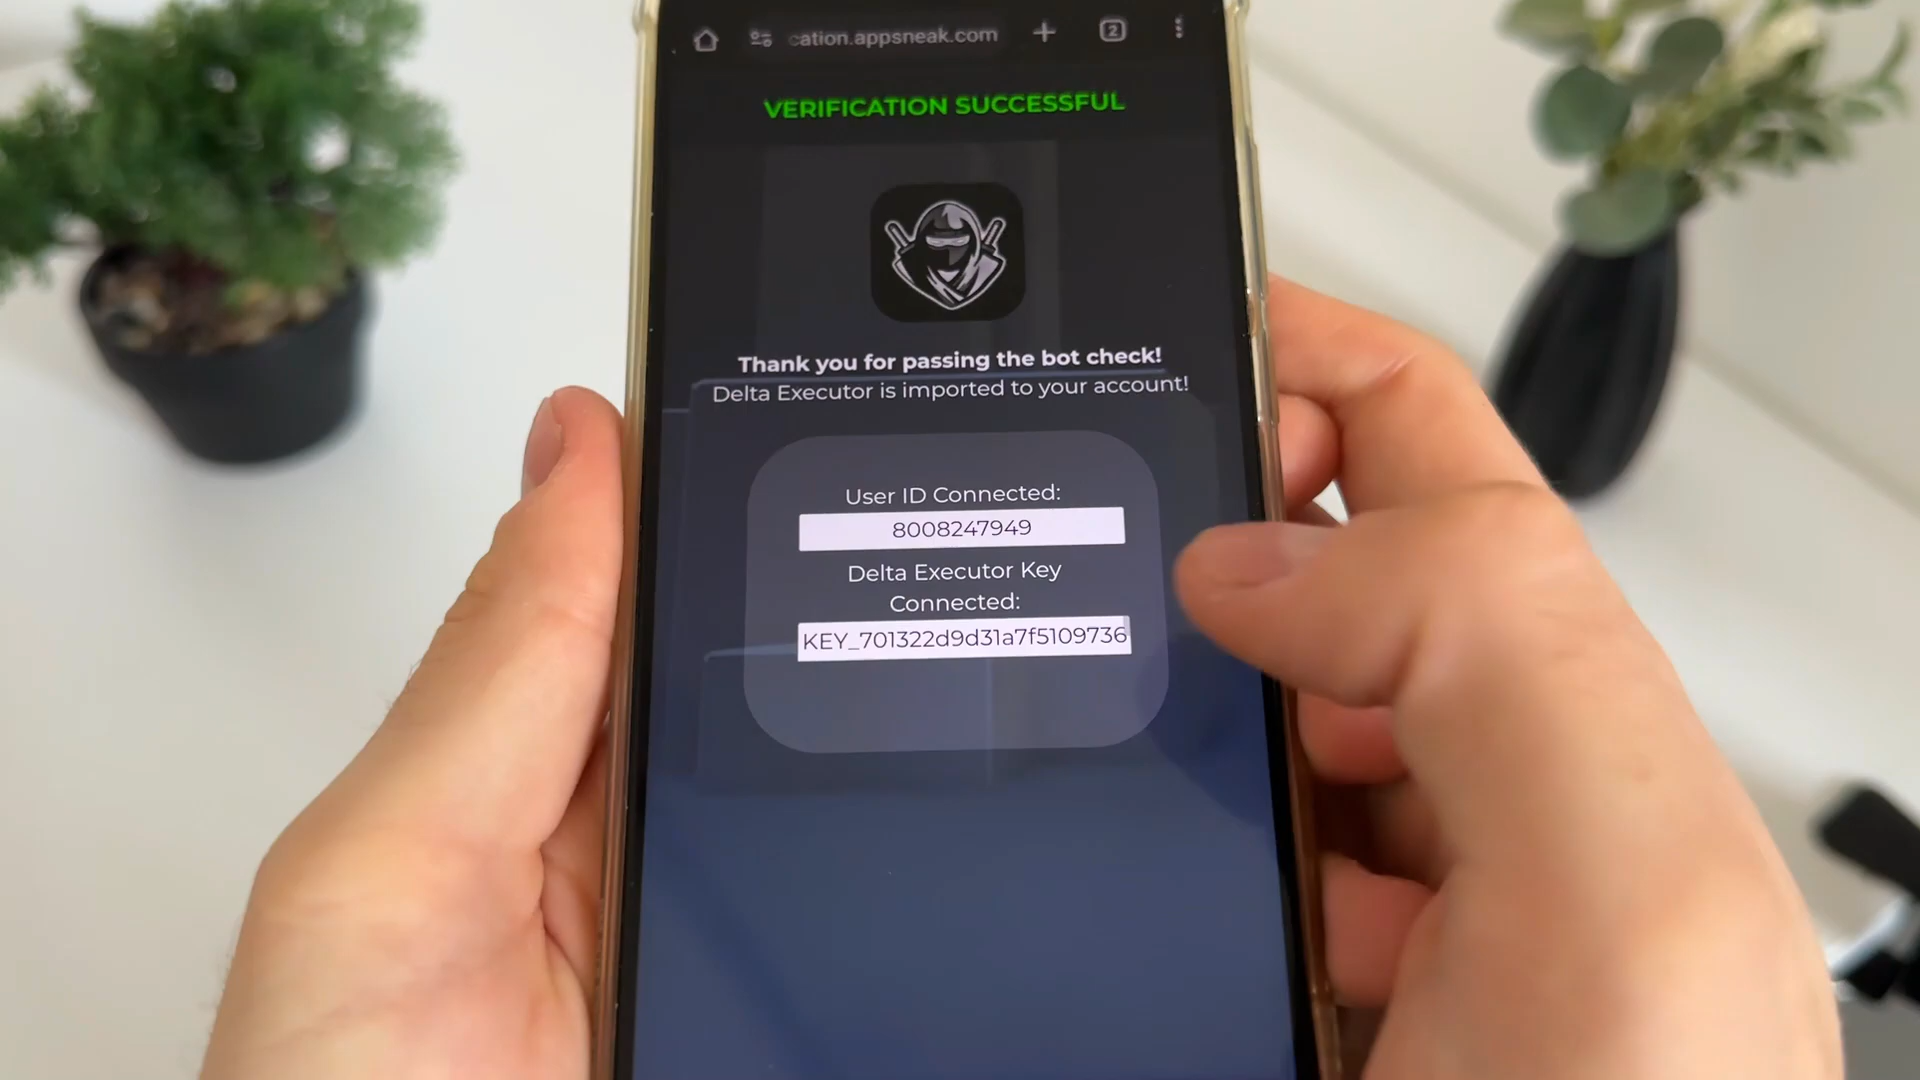 cation.appsneak.com
2
VERIFICATION SUCCESSFUL
Thank you for passing the bot check!
Delta Executor is imported to your account!
User ID Connected:
8008247949
Delta Executor Key
Connected:
KEY_701322d9d31a7f5109736